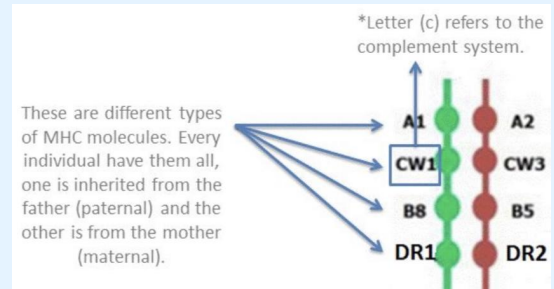 *Letter (c) refers to the
complement system.
These are different types
of MHC molecules. Every
individual have them all,
one is inherited from the
father (paternal) and the
other is from the mother
(maternal).
A1 A2
CW1 CW3
B8 B5
DR1 DR2